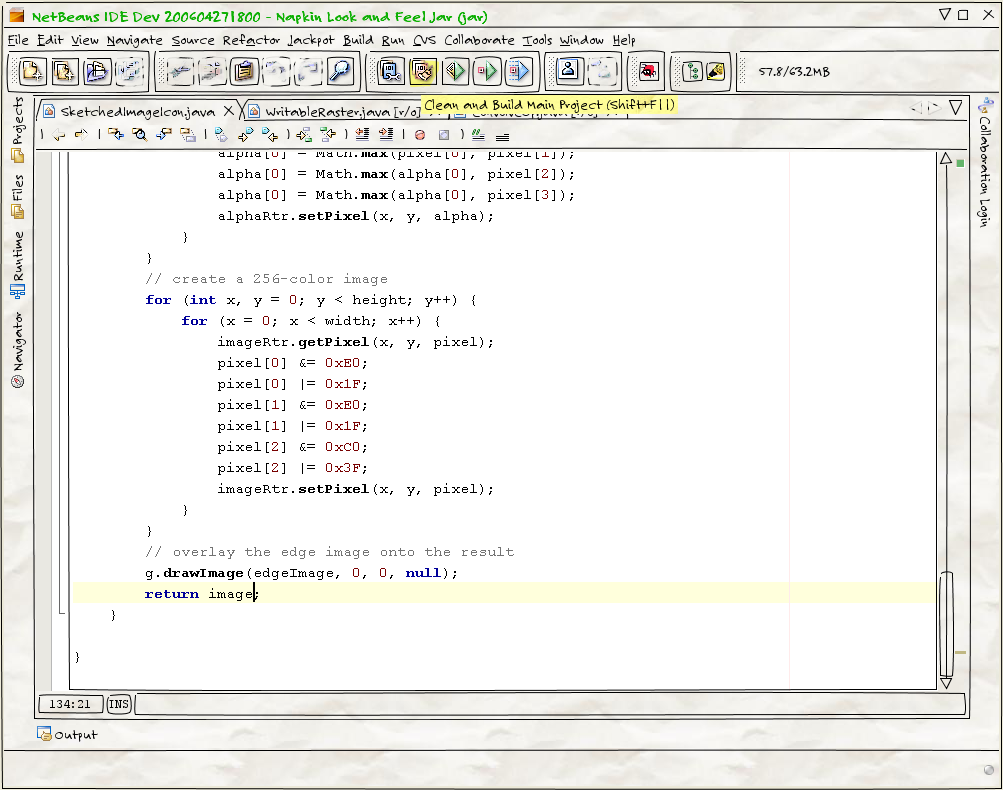 NetBeans IDE Dev 200604271800 - Napkin Look and Feel Jar (jar)
File Edit View Navigate Source Refactor Jackpot Build Run CVS Collaborate Tools Window Help
57.8/63.2MB
SketchedImageIcon.java WritableRaster.java [r/o]
Clean and Build Main Project (Shift+F11)
Projects
Files
Runtime
Navigator
Collaboration Login
alpha[0] = Math.max(pixel[0], pixel[1]);
alpha[0] = Math.max(alpha[0], pixel[2]);
alpha[0] = Math.max(alpha[0], pixel[3]);
alphaRtr.setPixel(x, y, alpha);
}
}
// create a 256-color image
for (int x, y = 0; y < height; y++) {
for (x = 0; x < width; x++) {
imageRtr.getPixel(x, y, pixel);
pixel[0] &= 0xE0;
pixel[0] |= 0x1F;
pixel[1] &= 0xE0;
pixel[1] |= 0x1F;
pixel[2] &= 0xC0;
pixel[2] |= 0x3F;
imageRtr.setPixel(x, y, pixel);
}
}
// overlay the edge image onto the result
g.drawImage(edgeImage, 0, 0, null);
return image;
}
}
134:21 INS
Output